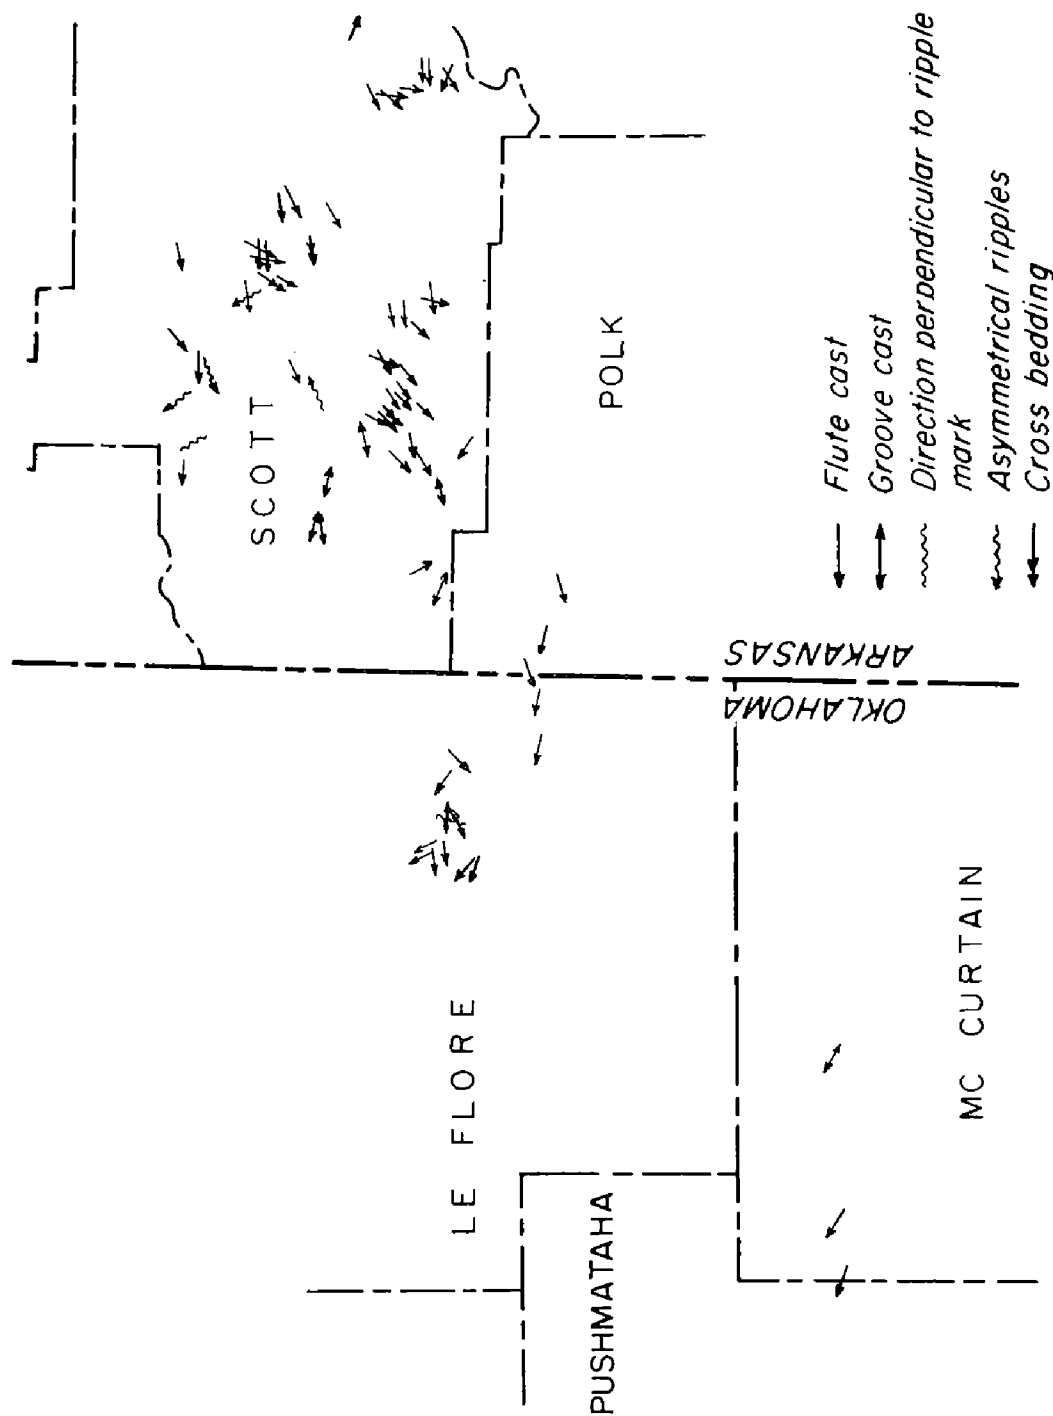 SCOTT
POLK
LE FLORE
PUSHMATAHA
MC CURTAIN
OKLAHOMA
ARKANSAS
Flute cast
Groove cast
Direction perpendicular to ripple
mark
Asymmetrical ripples
Cross bedding